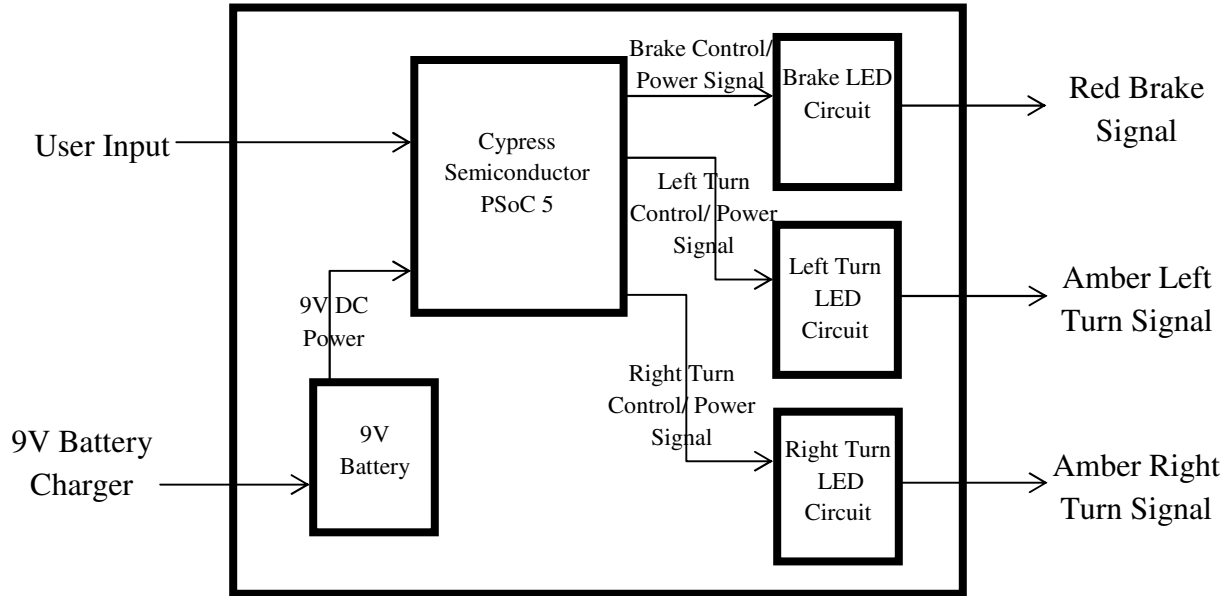 User Input
9V Battery
Charger
9V DC
Power
9V
Battery
Cypress
Semiconductor
PSoC 5
Brake Control/
Power Signal
Left Turn
Control/ Power
Signal
Right Turn
Control/ Power
Signal
Brake LED
Circuit
Left Turn
LED
Circuit
Right Turn
LED
Circuit
Red Brake
Signal
Amber Left
Turn Signal
Amber Right
Turn Signal